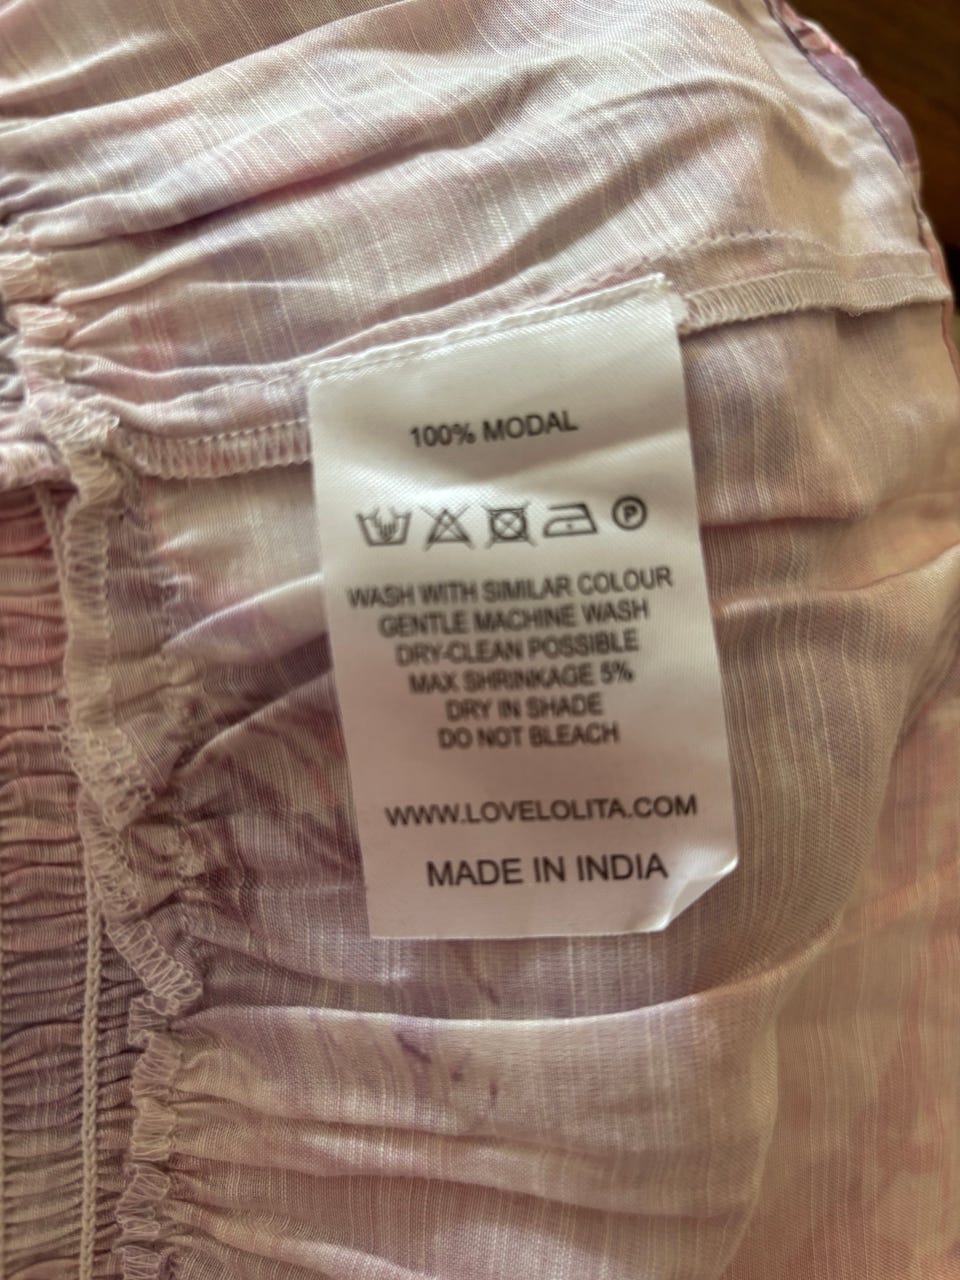 100% MODAL
P
WASH WITH SIMILAR COLOUR
GENTLE MACHINE WASH
DRY-CLEAN POSSIBLE
MAX SHRINKAGE 5%
DRY IN SHADE
DO NOT BLEACH
WWW.LOVELOLITA.COM
MADE IN INDIA